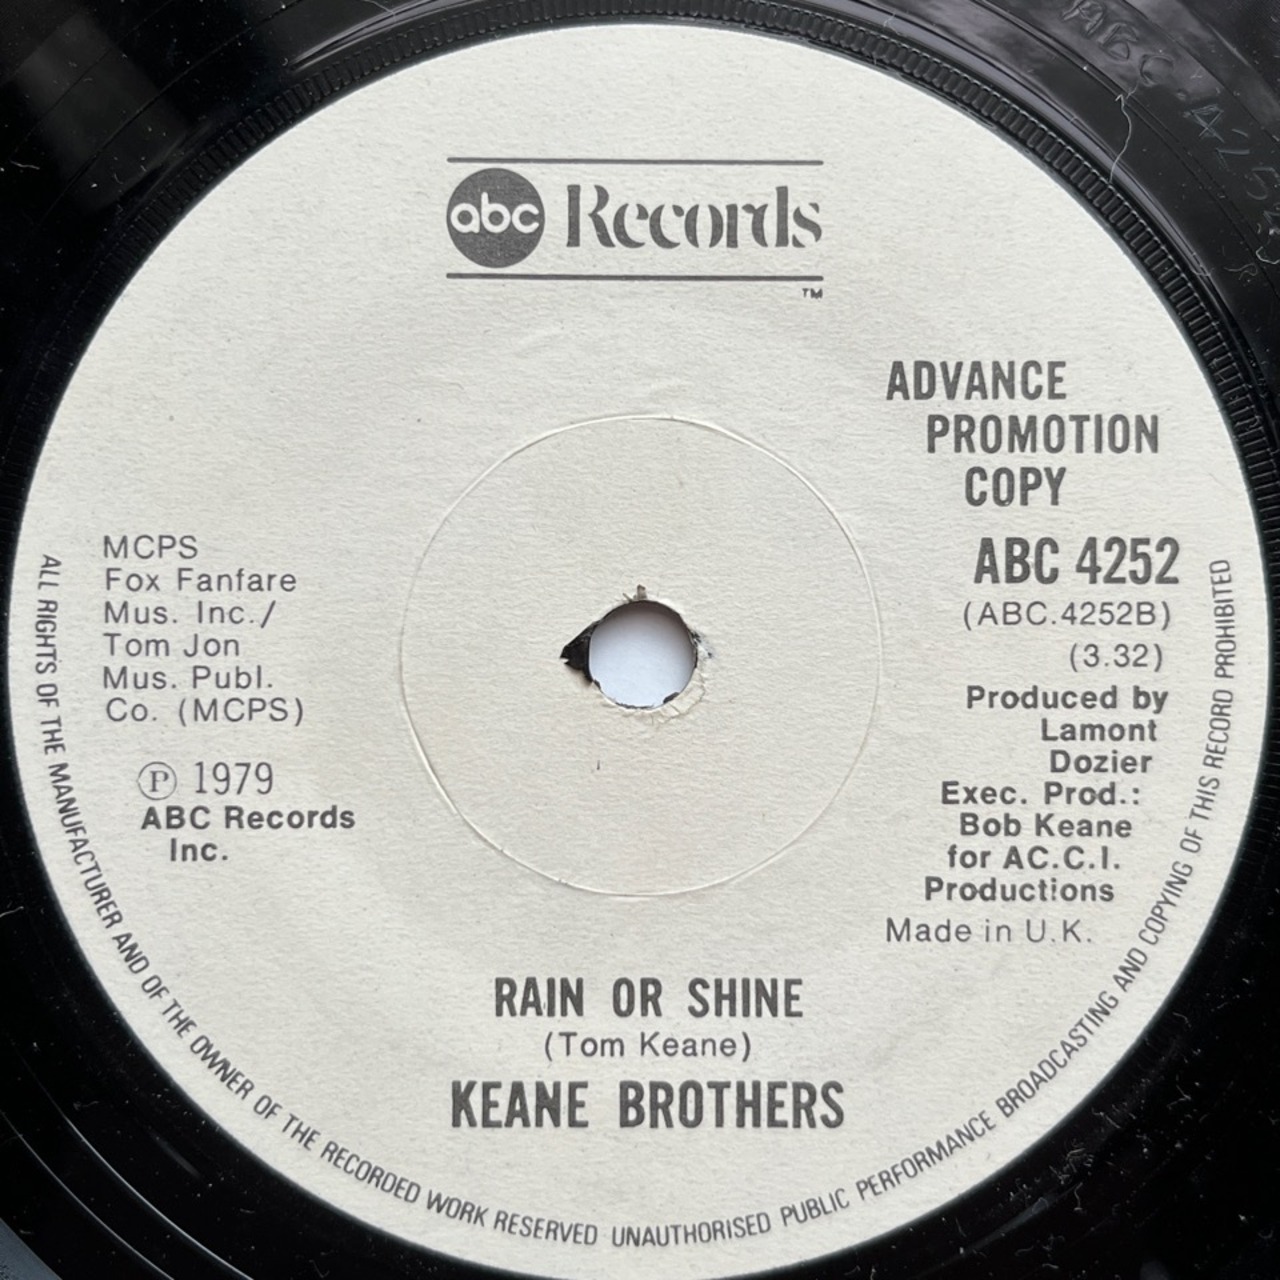 abc Records
TM
ADVANCE
PROMOTION
COPY
ABC 4252
(ABC.4252B)
(3.32)
Produced by
Lamont
Dozier
Exec. Prod.:
Bob Keane
for AC.C.I.
Productions
Made in U.K.
MCPS
Fox Fanfare
Mus. Inc./
Tom Jon
Mus. Publ.
Co. (MCPS)
Ⓟ 1979
ABC Records
Inc.
RAIN OR SHINE
(Tom Keane)
KEANE BROTHERS
ALL RIGHTS OF THE MANUFACTURER AND OF THE OWNER OF THE RECORDED WORK RESERVED UNAUTHORISED PUBLIC PERFORMANCE BROADCASTING AND COPYING OF THIS RECORD PROHIBITED